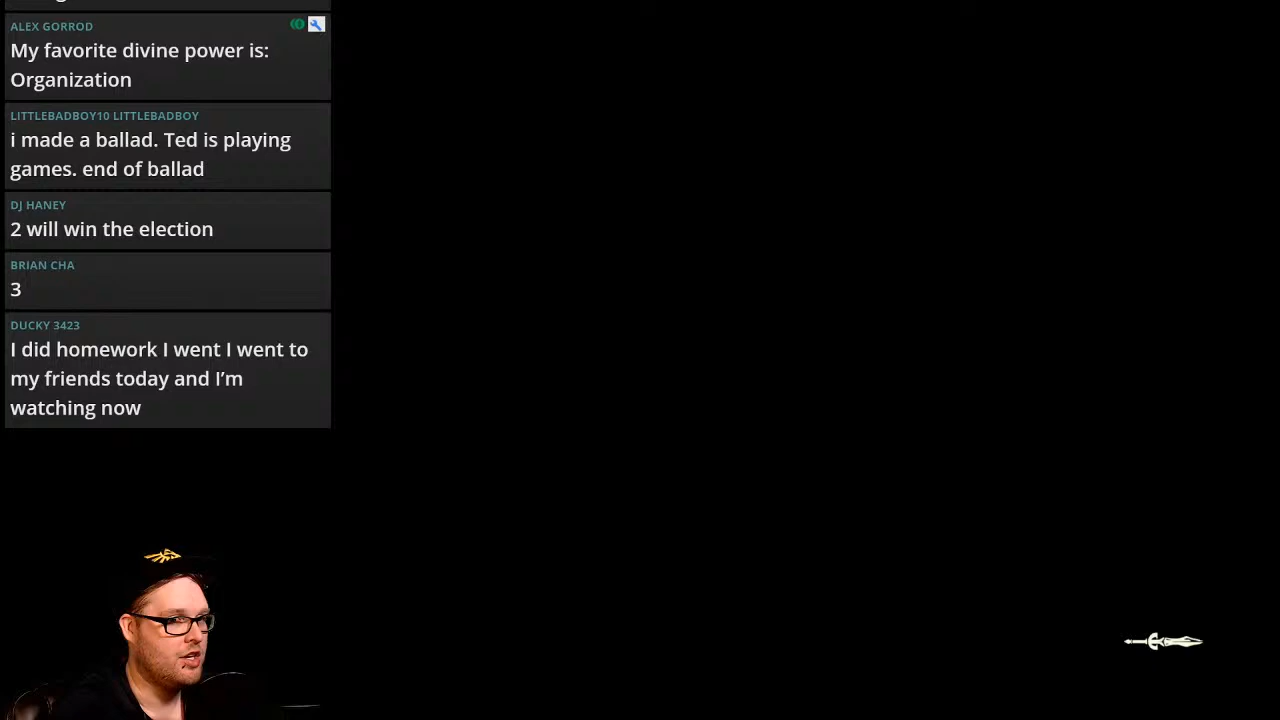 ALEX GORROD
My favorite divine power is:
Organization
LITTLEBADBOY10 LITTLEBADBOY
i made a ballad. Ted is playing
games. end of ballad
DJ HANEY
2 will win the election
BRIAN CHA
3
DUCKY 3423
I did homework I went I went to
my friends today and I’m
watching now